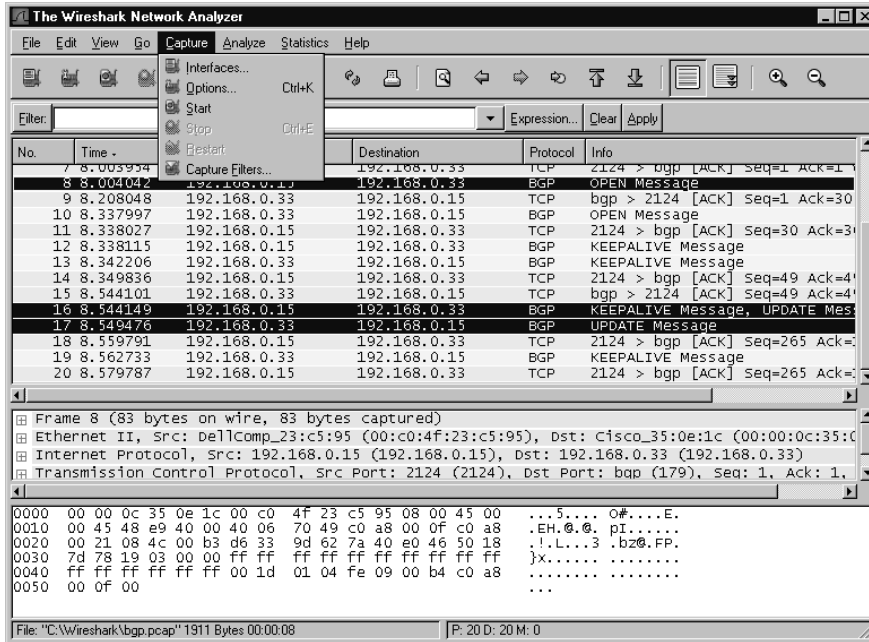 The Wireshark Network Analyzer
File Edit View Go Capture Analyze Statistics Help
Interfaces...
Options... Ctrl+K
Start
Stop Ctrl+E
Restart
Capture Filters...
Filter: Expression... Clear Apply
No. Time Destination Protocol Info
7 8.003954 192.168.0.33 TCP 2124 > bgp [ACK] Seq=1 Ack=1
8 8.004042 192.168.0.15 192.168.0.33 BGP OPEN Message
9 8.208048 192.168.0.33 192.168.0.15 TCP bgp > 2124 [ACK] Seq=1 Ack=30
10 8.337997 192.168.0.33 192.168.0.15 BGP OPEN Message
11 8.338027 192.168.0.15 192.168.0.33 TCP 2124 > bgp [ACK] Seq=30 Ack=3
12 8.338115 192.168.0.15 192.168.0.33 BGP KEEPALIVE Message
13 8.342206 192.168.0.33 192.168.0.15 BGP KEEPALIVE Message
14 8.349836 192.168.0.15 192.168.0.33 TCP 2124 > bgp [ACK] Seq=49 Ack=4
15 8.544101 192.168.0.33 192.168.0.15 TCP bgp > 2124 [ACK] Seq=49 Ack=4
16 8.544149 192.168.0.15 192.168.0.33 BGP KEEPALIVE Message, UPDATE Mes
17 8.549476 192.168.0.33 192.168.0.15 BGP UPDATE Message
18 8.559791 192.168.0.15 192.168.0.33 TCP 2124 > bgp [ACK] Seq=265 Ack=
19 8.562733 192.168.0.33 192.168.0.15 BGP KEEPALIVE Message
20 8.579787 192.168.0.15 192.168.0.33 TCP 2124 > bgp [ACK] Seq=265 Ack=
Frame 8 (83 bytes on wire, 83 bytes captured)
Ethernet II, Src: DellComp_23:c5:95 (00:c0:4f:23:c5:95), Dst: Cisco_35:0e:1c (00:00:0c:35:0
Internet Protocol, Src: 192.168.0.15 (192.168.0.15), Dst: 192.168.0.33 (192.168.0.33)
Transmission Control Protocol, Src Port: 2124 (2124), Dst Port: bgp (179), Seq: 1, Ack: 1,
0000 00 00 0c 35 0e 1c 00 c0 4f 23 c5 95 08 00 45 00 ...5.... O#....E.
0010 00 45 48 e9 40 00 40 06 70 49 c0 a8 00 0f c0 a8 .EH.@.@. pI......
0020 00 21 08 4c 00 b3 d6 33 9d 62 7a 40 e0 46 50 18 .!.L...3 .bz@.FP.
0030 7d 78 19 03 00 00 ff ff ff ff ff ff ff ff ff ff }x...... ........
0040 ff ff ff ff ff ff 00 1d 01 04 fe 09 00 b4 c0 a8 ........ ........
0050 00 0f 00 ...
File: "C:\Wireshark\bgp.pcap" 1911 Bytes 00:00:08 P: 20 D: 20 M: 0